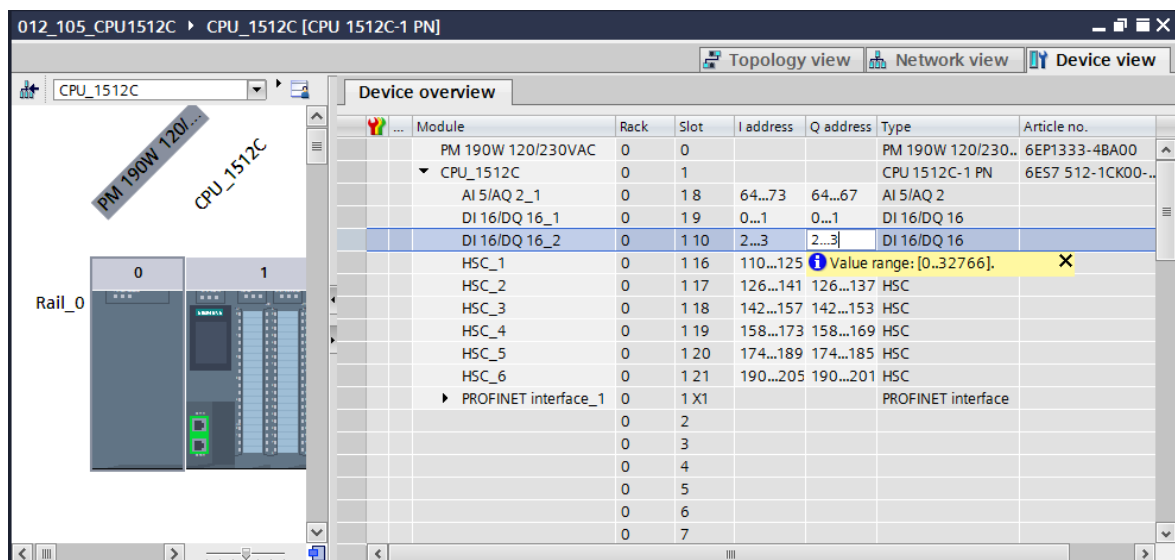 012_105_CPU1512C ▸ CPU_1512C [CPU 1512C-1 PN]
Topology view Network view Device view
CPU_1512C
Device overview
... Module Rack Slot I address Q address Type Article no.
PM 190W 120/230VAC 0 0 PM 190W 120/230.. 6EP1333-4BA00
CPU_1512C 0 1 CPU 1512C-1 PN 6ES7 512-1CK00-..
AI 5/AQ 2_1 0 1 8 64...73 64...67 AI 5/AQ 2
DI 16/DQ 16_1 0 1 9 0...1 0...1 DI 16/DQ 16
DI 16/DQ 16_2 0 1 10 2...3 2...3 DI 16/DQ 16
HSC_1 0 1 16 110...125 Value range: [0..32766].
HSC_2 0 1 17 126...141 126...137 HSC
HSC_3 0 1 18 142...157 142...153 HSC
HSC_4 0 1 19 158...173 158...169 HSC
HSC_5 0 1 20 174...189 174...185 HSC
HSC_6 0 1 21 190...205 190...201 HSC
PROFINET interface_1 0 1 X1 PROFINET interface
0 2
0 3
0 4
0 5
0 6
0 7
PM 190W 120/...
CPU_1512C
0 1
Rail_0
SIEMENS